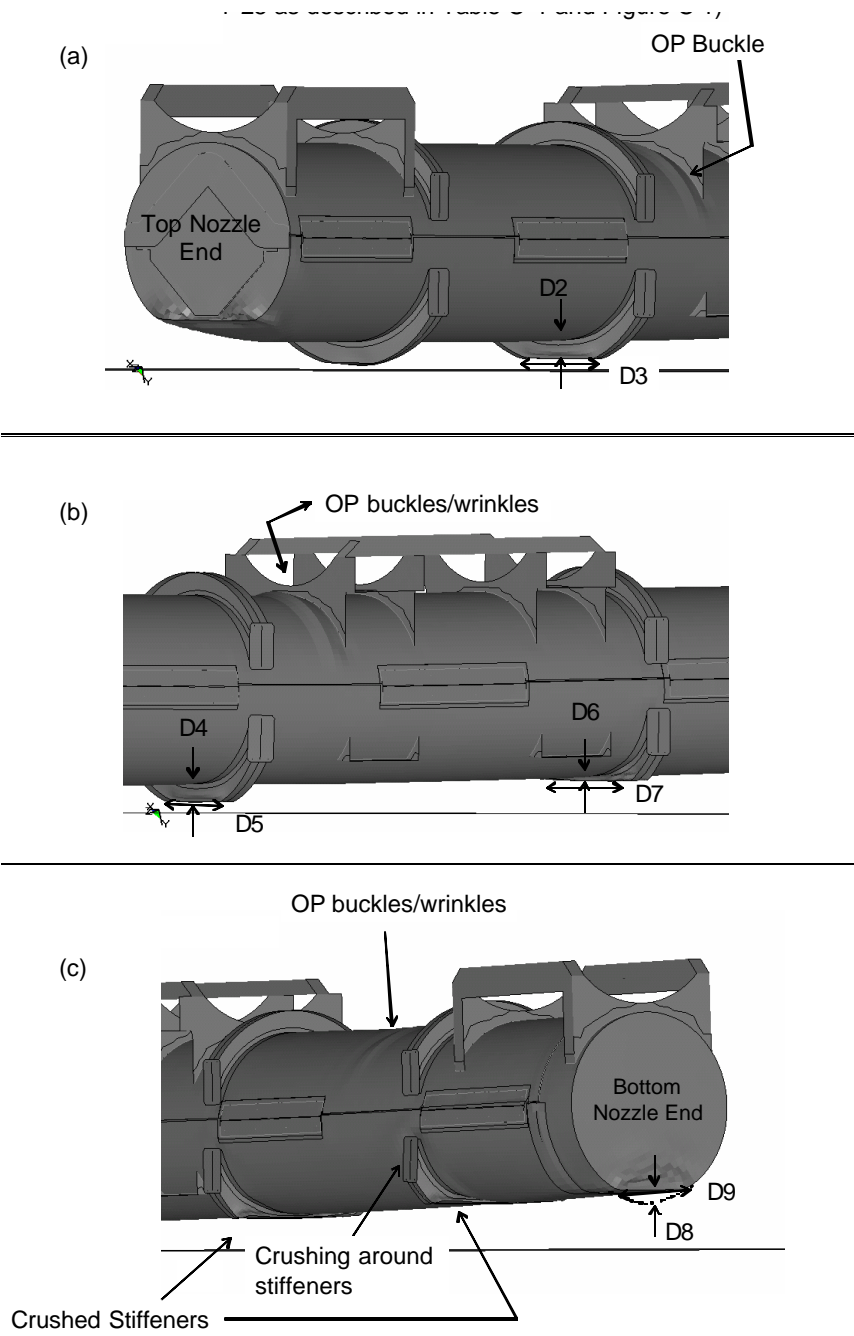 (a)
OP Buckle
Top Nozzle
End
D2
D3
X
Y
(b)
OP buckles/wrinkles
D4
D6
D7
D5
X
Y
OP buckles/wrinkles
(c)
Bottom
Nozzle End
D9
D8
Crushing around
stiffeners
Crushed Stiffeners